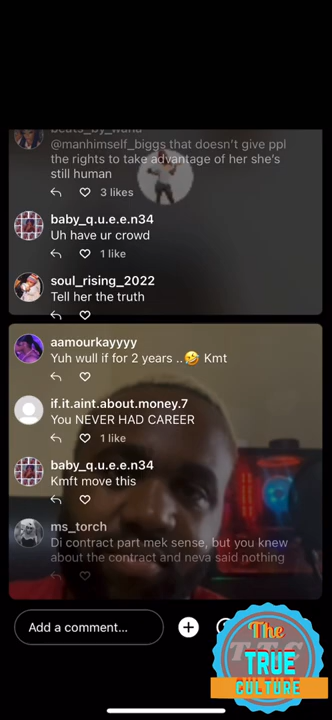 beats_by_wana
@manhimself_biggs that doesn't give ppl
the rights to take advantage of her she's
still human
3 likes
baby_q.u.e.e.n34
Uh have ur crowd
1 like
soul_rising_2022
Tell her the truth
aamourkayyyy
Yuh wull if for 2 years ..🤣 Kmt
if.it.aint.about.money.7
You NEVER HAD CAREER
1 like
baby_q.u.e.e.n34
Kmft move this
ms_torch
Di contract part mek sense, but you knew
about the contract and neva said nothing
Add a comment...
The
TTC
TRUE
CULTURE